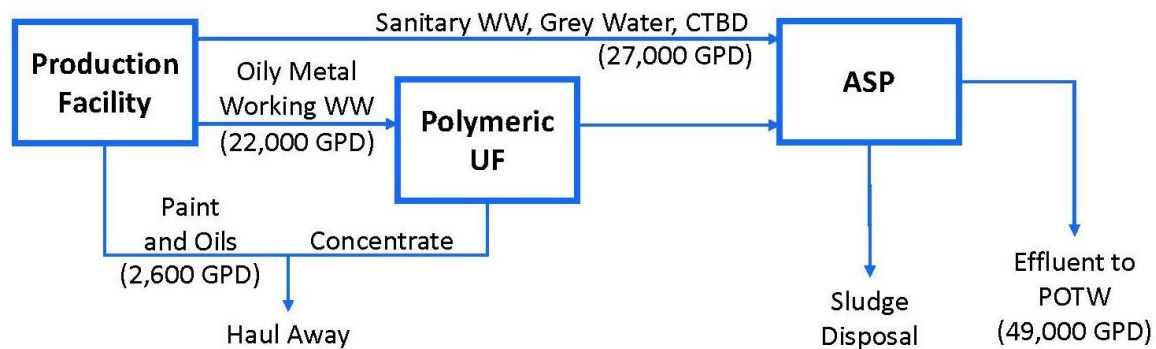 Sanitary WW, Grey Water, CTBD
(27,000 GPD)
Production
Facility
Oily Metal
Working WW
(22,000 GPD)
Polymeric
UF
ASP
Paint
and Oils
(2,600 GPD)
Concentrate
Haul Away
Sludge
Disposal
Effluent to
POTW
(49,000 GPD)